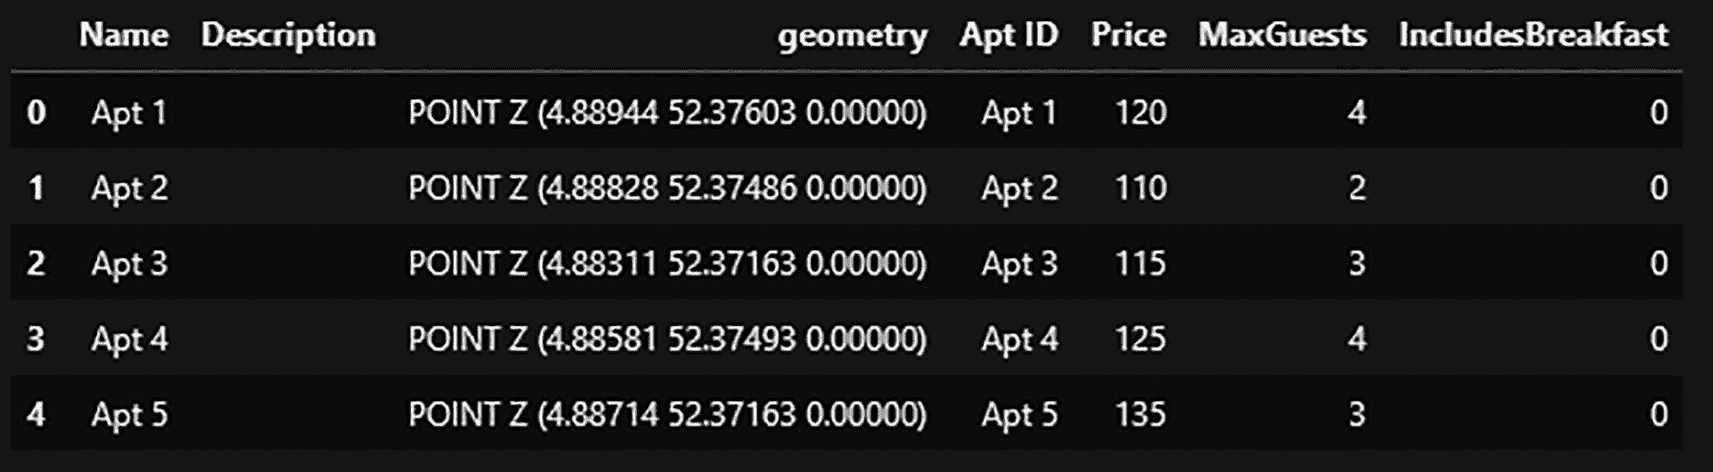 Name Description geometry Apt ID Price MaxGuests IncludesBreakfast
0 Apt 1 POINT Z (4.88944 52.37603 0.00000) Apt 1 120 4 0
1 Apt 2 POINT Z (4.88828 52.37486 0.00000) Apt 2 110 2 0
2 Apt 3 POINT Z (4.88311 52.37163 0.00000) Apt 3 115 3 0
3 Apt 4 POINT Z (4.88581 52.37493 0.00000) Apt 4 125 4 0
4 Apt 5 POINT Z (4.88714 52.37163 0.00000) Apt 5 135 3 0